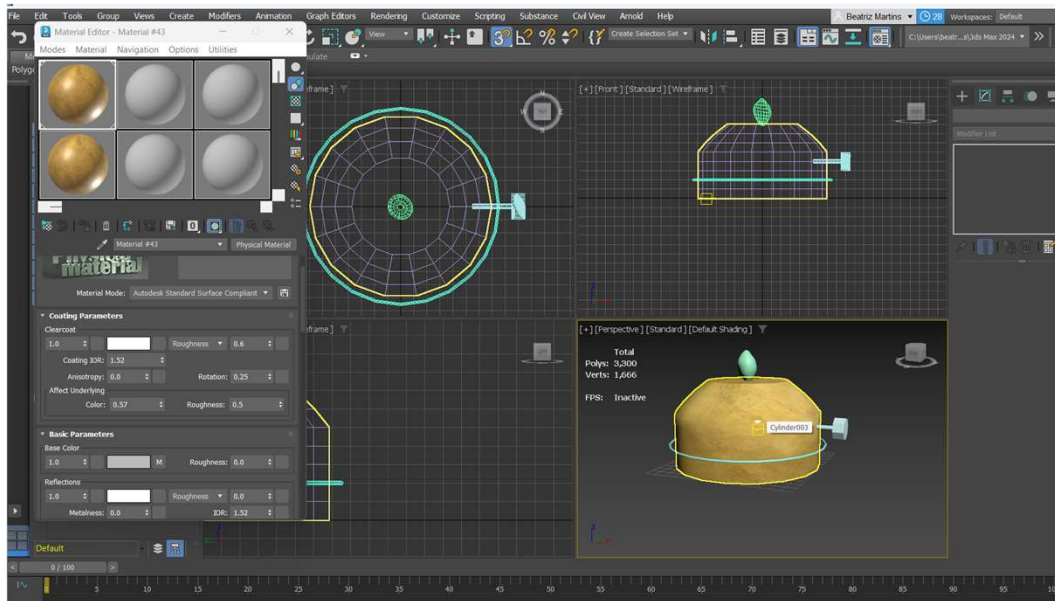 File Edit Tools Group Views Create Modifiers Animation Graph Editors Rendering Customize Scripting Substance Civil View Arnold Help
Beatriz Martins 28 Workspaces: Default
Material Editor - Material #43
Modes Material Navigation Options Utilities
View
Create Selection Set
C:\Users\beatr...s\3ds Max 2024
Polygo
ulate
eframe ]
[+] [Front ] [Standard ] [Wireframe ]
Modifier List
Material #43
Physical Material
Physical
material
Material Mode: Autodesk Standard Surface Compliant
Coating Parameters
Clearcoat
1.0 Roughness 0.6
Coating IOR: 1.52
Anisotropy: 0.0 Rotation: 0.25
Affect Underlying
Color: 0.57 Roughness: 0.5
Basic Parameters
Base Color
1.0 M Roughness: 0.0
Reflections
1.0 Roughness 0.0
Metalness: 0.0 IOR: 1.52
eframe ]
[+] [Perspective ] [Standard ] [Default Shading ]
Total
Polys: 3,300
Verts: 1,666
FPS: Inactive
Cylinder003
Default
0 / 100
0 5 10 15 20 25 30 35 40 45 50 55 60 65 70 75 80 85 90 95